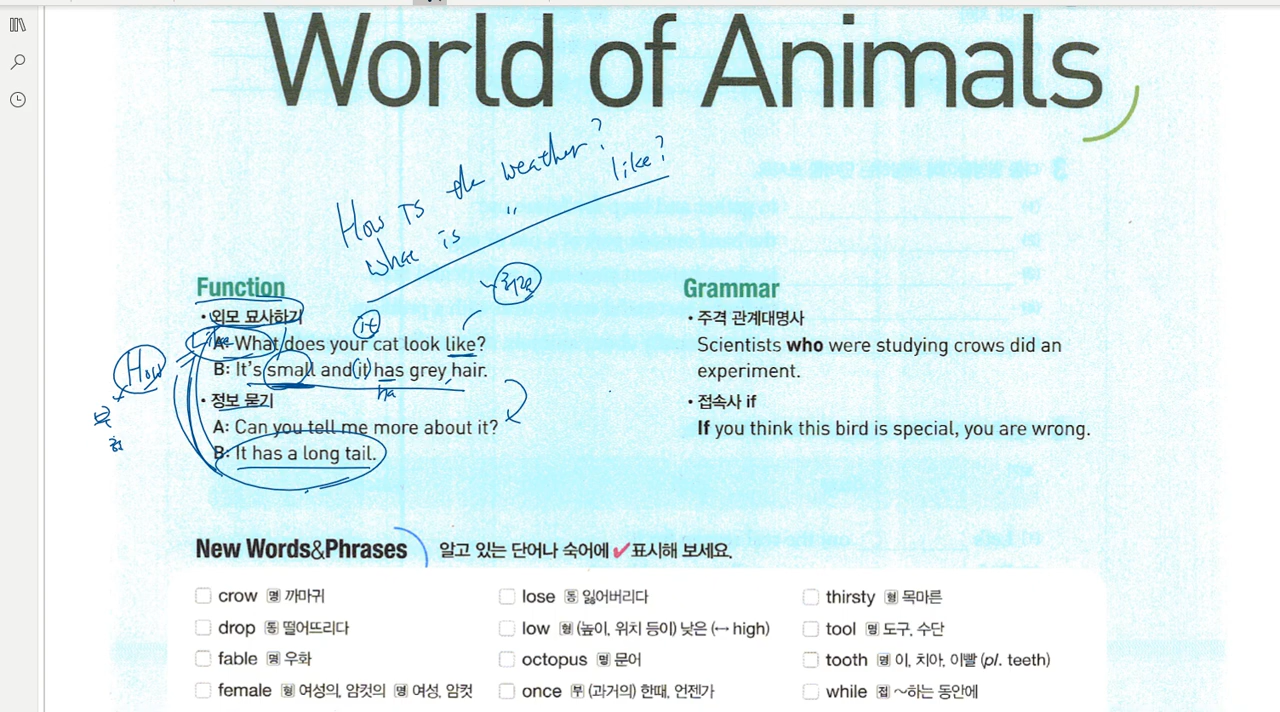 World of Animals
How is the weather?
what is 〃 like?
Function
• 외모 묘사하기
it
A: What does your cat look like?
B: It's small and (it) has grey hair.
How
• 정보 묻기
A: Can you tell me more about it?
B: It has a long tail.
Grammar
• 주격 관계대명사
Scientists who were studying crows did an
experiment.
• 접속사 if
If you think this bird is special, you are wrong.
New Words&Phrases 알고 있는 단어나 숙어에 ✓표시해 보세요.
crow 명 까마귀
drop 동 떨어뜨리다
fable 명 우화
female 형 여성의, 암컷의 명 여성, 암컷
lose 동 잃어버리다
low 형 (높이, 위치 등이) 낮은 (↔ high)
octopus 명 문어
once 부 (과거의) 한때, 언젠가
thirsty 형 목마른
tool 명 도구, 수단
tooth 명 이, 치아, 이빨 (pl. teeth)
while 접 ~하는 동안에